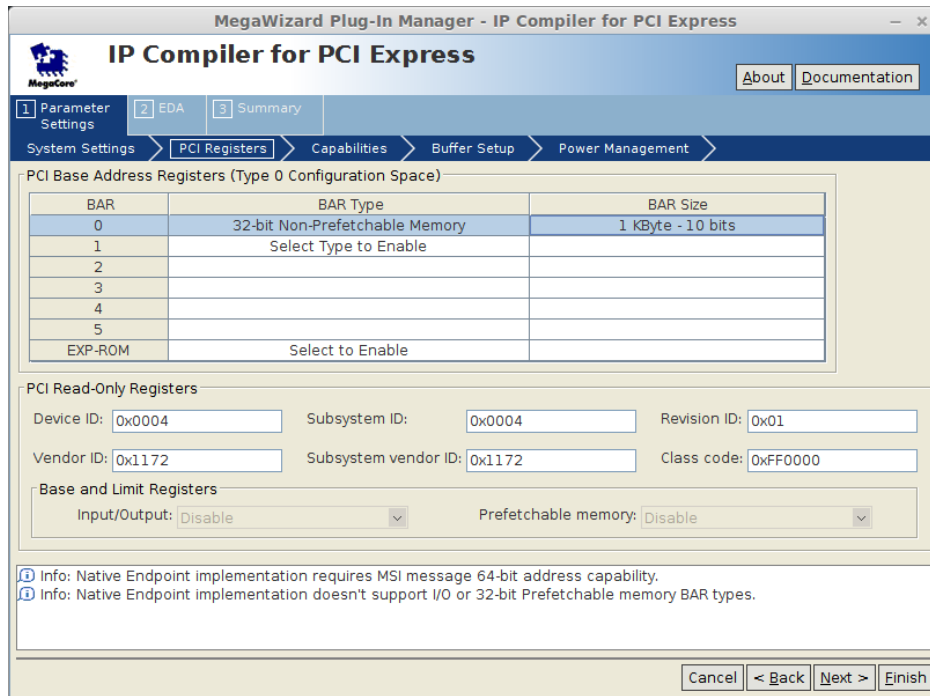 MegaWizard Plug-In Manager - IP Compiler for PCI Express
IP Compiler for PCI Express
MegaCore®
About Documentation
1 Parameter Settings 2 EDA 3 Summary
System Settings PCI Registers Capabilities Buffer Setup Power Management
PCI Base Address Registers (Type 0 Configuration Space)
BAR BAR Type BAR Size
0 32-bit Non-Prefetchable Memory 1 KByte - 10 bits
1 Select Type to Enable
2
3
4
5
EXP-ROM Select to Enable
PCI Read-Only Registers
Device ID: 0x0004 Subsystem ID: 0x0004 Revision ID: 0x01
Vendor ID: 0x1172 Subsystem vendor ID: 0x1172 Class code: 0xFF0000
Base and Limit Registers
Input/Output: Disable Prefetchable memory: Disable
Info: Native Endpoint implementation requires MSI message 64-bit address capability.
Info: Native Endpoint implementation doesn't support I/O or 32-bit Prefetchable memory BAR types.
Cancel < Back Next > Finish